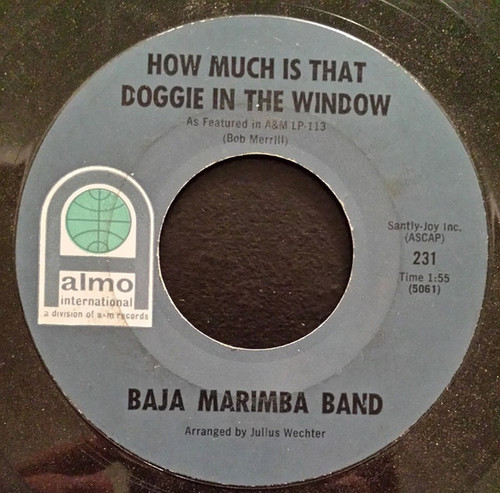 HOW MUCH IS THAT
DOGGIE IN THE WINDOW
As Featured in A&M LP-113
(Bob Merrill)
Santly-Joy Inc.
(ASCAP)
231
Time 1:55
(5061)
almo
international
a division of a&m records
BAJA MARIMBA BAND
Arranged by Julius Wechter